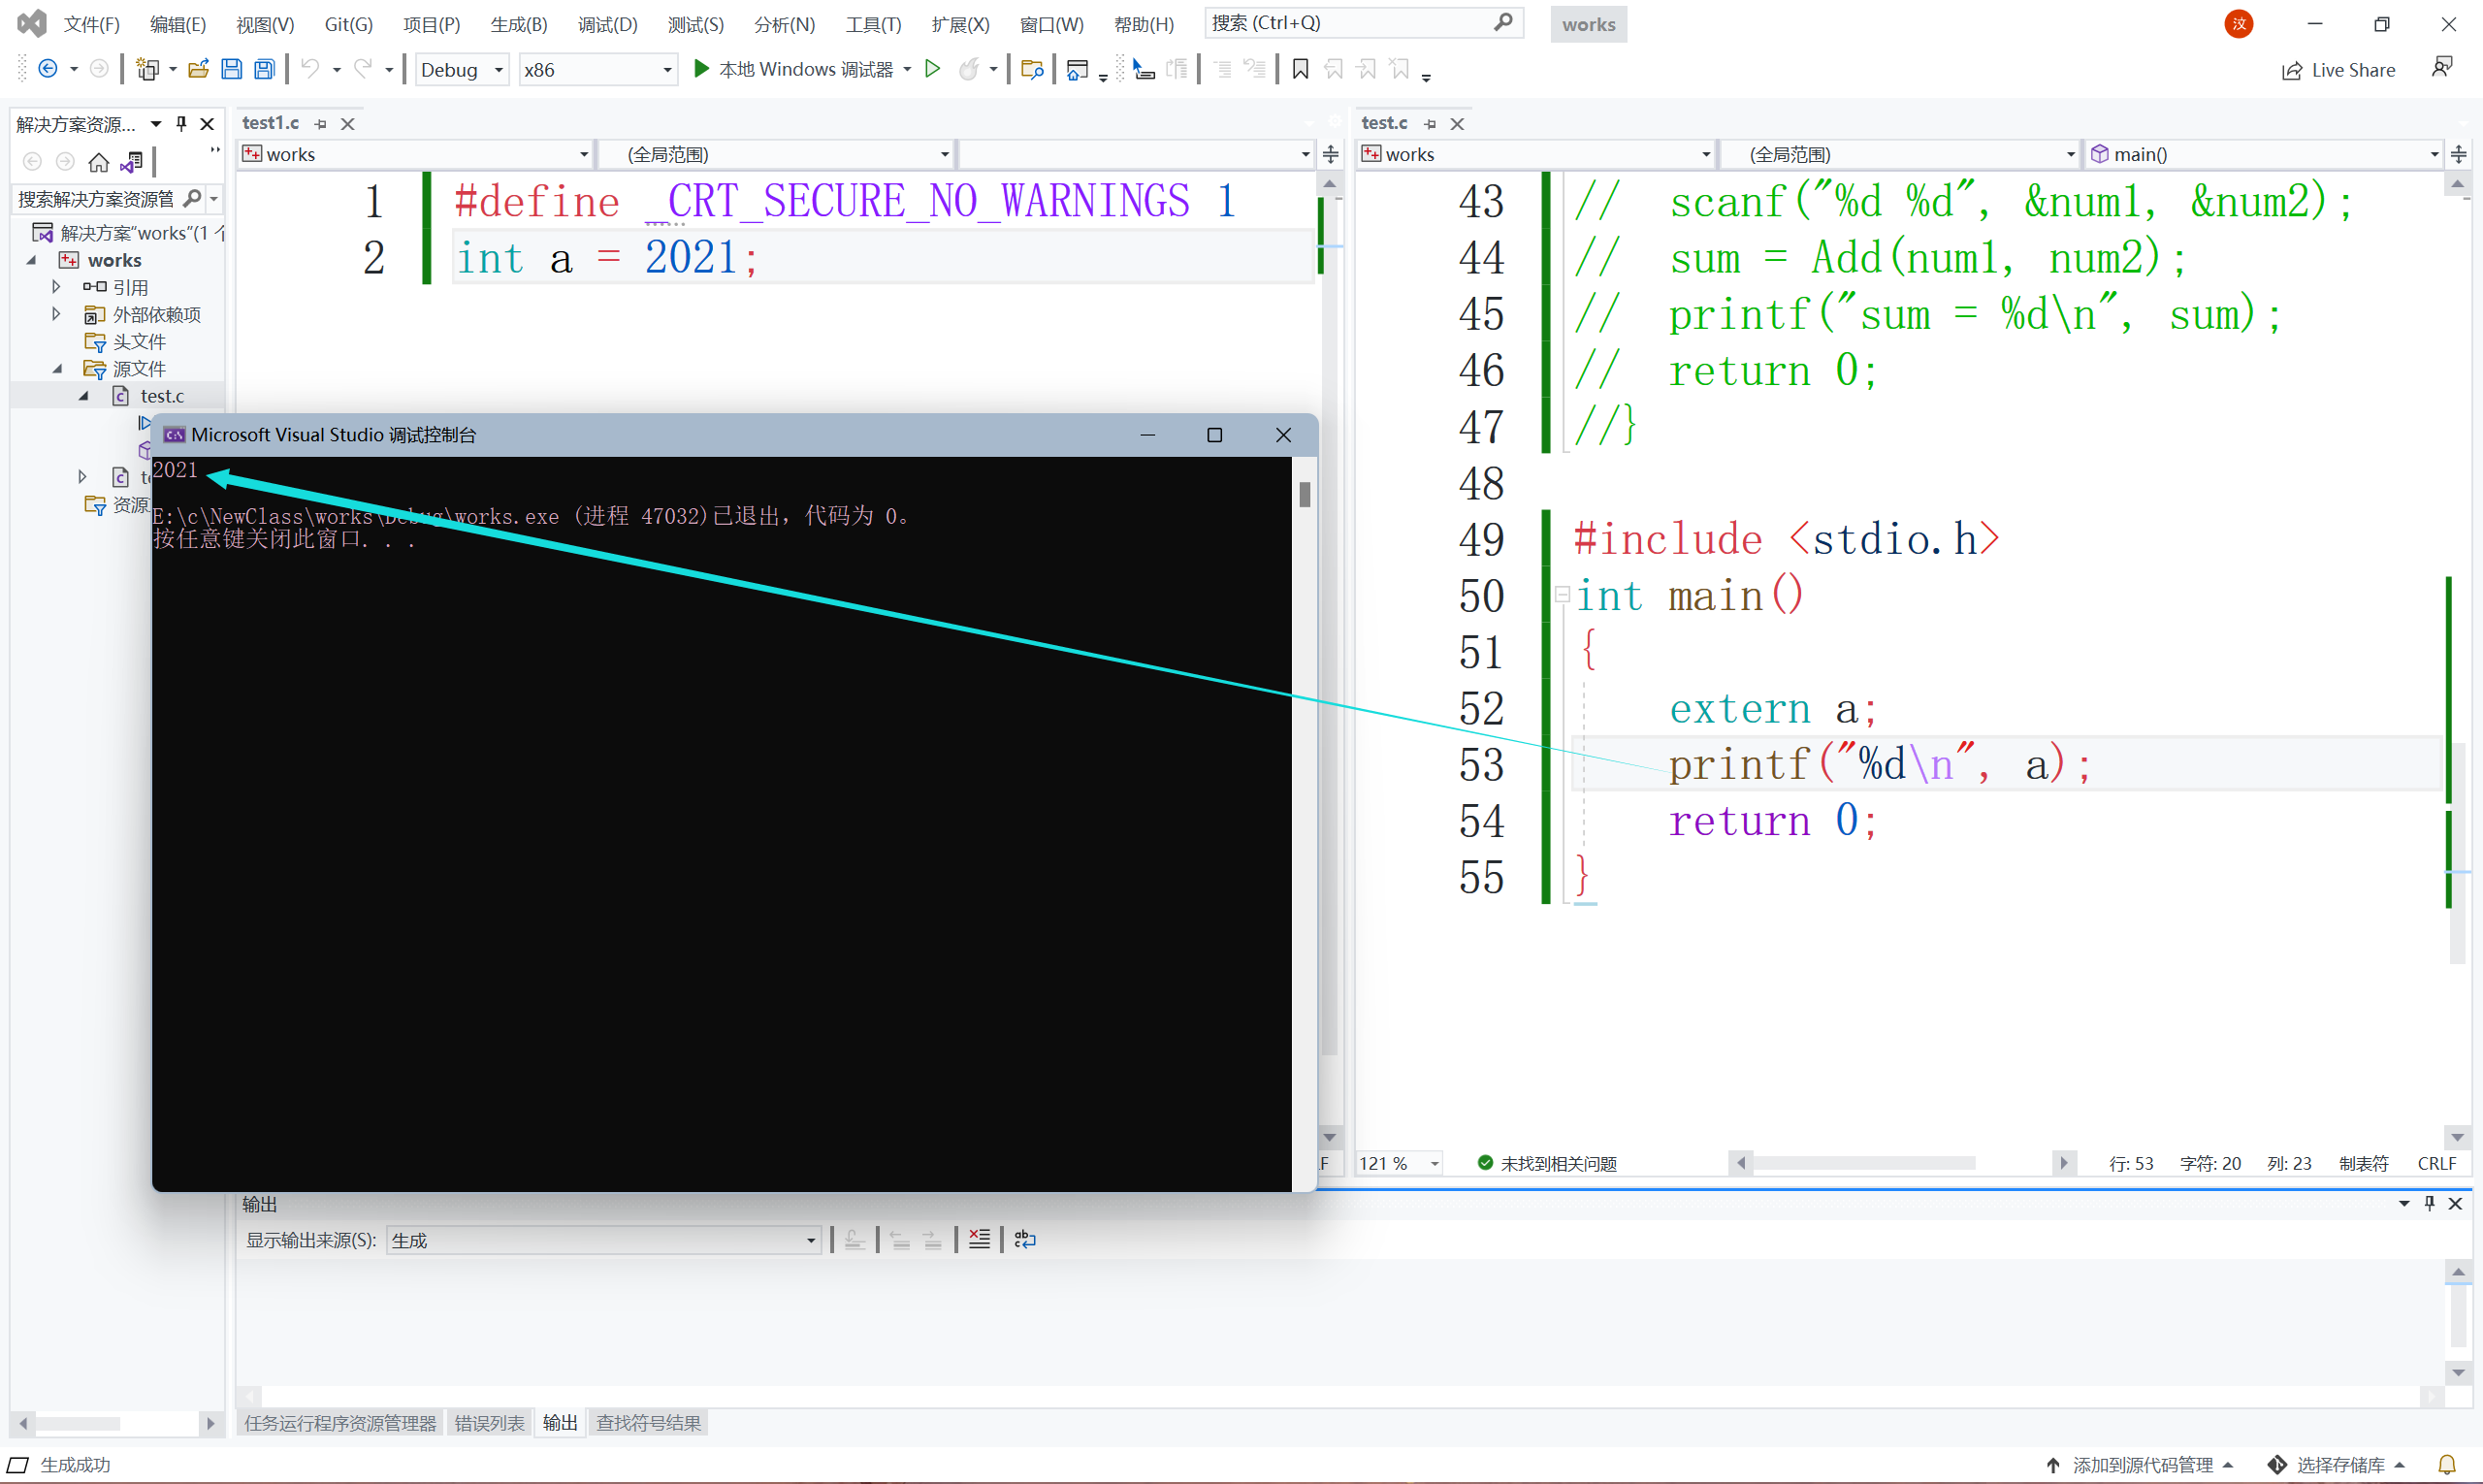 文件(F) 编辑(E) 视图(V) Git(G) 项目(P) 生成(B) 调试(D) 测试(S) 分析(N) 工具(T) 扩展(X) 窗口(W) 帮助(H) 搜索 (Ctrl+Q) works 汶
Debug x86 本地 Windows 调试器 Live Share
解决方案资源...
搜索解决方案资源管
解决方案"works"(1 个
works
引用
外部依赖项
头文件
源文件
test.c
资源
test1.c
works (全局范围)
1 #define _CRT_SECURE_NO_WARNINGS 1
2 int a = 2021;
test.c
works (全局范围) main()
43 // scanf("%d %d", &num1, &num2);
44 // sum = Add(num1, num2);
45 // printf("sum = %d\n", sum);
46 // return 0;
47 //}
48
49 #include <stdio.h>
50 int main()
51 {
52 extern a;
53 printf("%d\n", a);
54 return 0;
55 }
121 % 未找到相关问题 行: 53 字符: 20 列: 23 制表符 CRLF
Microsoft Visual Studio 调试控制台
2021
E:\c\NewClass\works\Debug\works.exe (进程 47032)已退出，代码为 0。
按任意键关闭此窗口. . .
输出
显示输出来源(S): 生成
任务运行程序资源管理器 错误列表 输出 查找符号结果
生成成功 添加到源代码管理 选择存储库